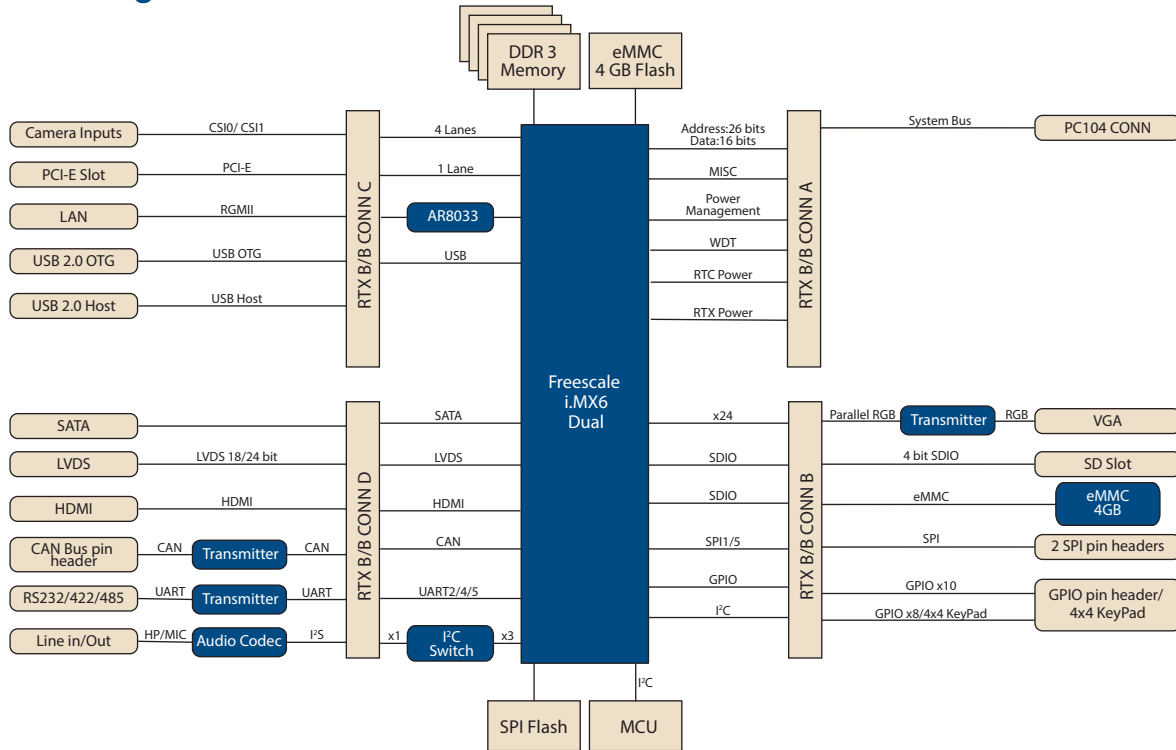 DDR 3
Memory
eMMC
4 GB Flash
Camera Inputs
CSI0/ CSI1
4 Lanes
PCI-E Slot
PCI-E
1 Lane
LAN
RGMII
AR8033
USB 2.0 OTG
USB OTG
USB
USB 2.0 Host
USB Host
RTX B/B CONN C
Address:26 bits
Data:16 bits
MISC
Power
Management
WDT
RTC Power
RTX Power
RTX B/B CONN A
System Bus
PC104 CONN
Freescale
i.MX6
Dual
SATA
SATA
LVDS
LVDS 18/24 bit
LVDS
HDMI
HDMI
HDMI
CAN Bus pin
header
CAN
Transmitter
CAN
CAN
RS232/422/485
UART
Transmitter
UART
UART2/4/5
Line in/Out
HP/MIC
Audio Codec
I²S
x1
I²C
Switch
x3
RTX B/B CONN D
x24
SDIO
SDIO
SPI1/5
GPIO
I²C
RTX B/B CONN B
Parallel RGB
Transmitter
RGB
VGA
4 bit SDIO
SD Slot
eMMC
eMMC
4GB
SPI
2 SPI pin headers
GPIO x10
GPIO x8/4x4 KeyPad
GPIO pin header/
4x4 KeyPad
I²C
SPI Flash
MCU